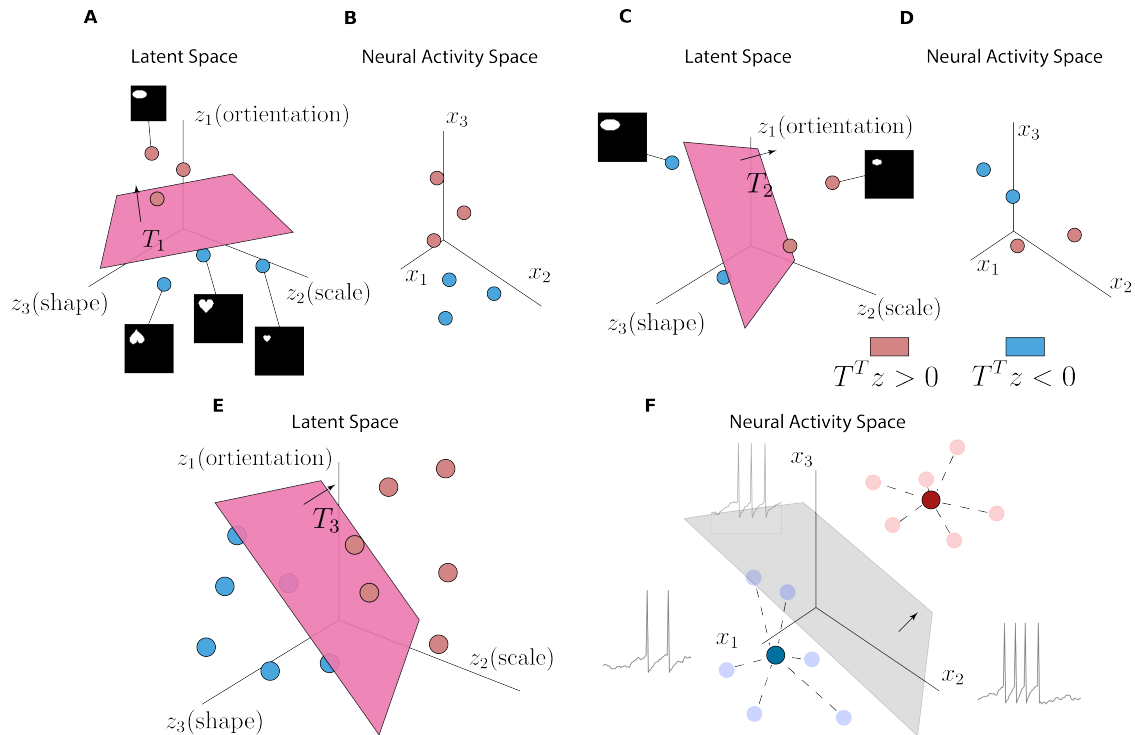 A
B
C
D
Latent Space
Neural Activity Space
Latent Space
Neural Activity Space
z₁(ortientation)
T₁
z₃(shape)
z₂(scale)
x₃
x₁
x₂
z₁(ortientation)
T₂
z₃(shape)
z₂(scale)
x₃
x₁
x₂
Tᵀz > 0
Tᵀz < 0
E
F
Latent Space
Neural Activity Space
z₁(ortientation)
T₃
z₂(scale)
z₃(shape)
x₃
x₁
x₂